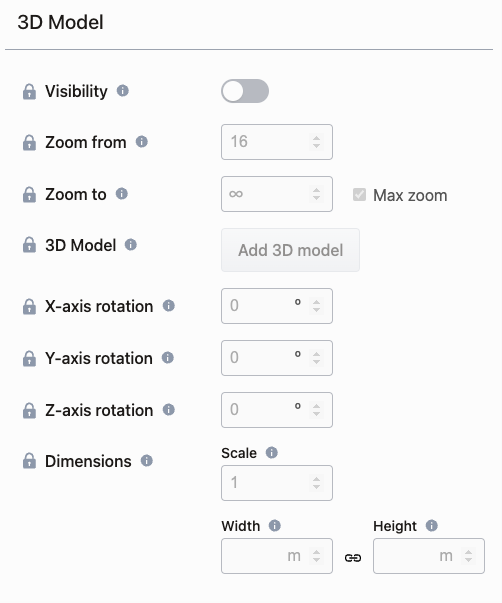 3D Model
Visibility
Zoom from 16
Zoom to ∞ Max zoom
3D Model Add 3D model
X-axis rotation 0 °
Y-axis rotation 0 °
Z-axis rotation 0 °
Dimensions Scale
1
Width Height
m m